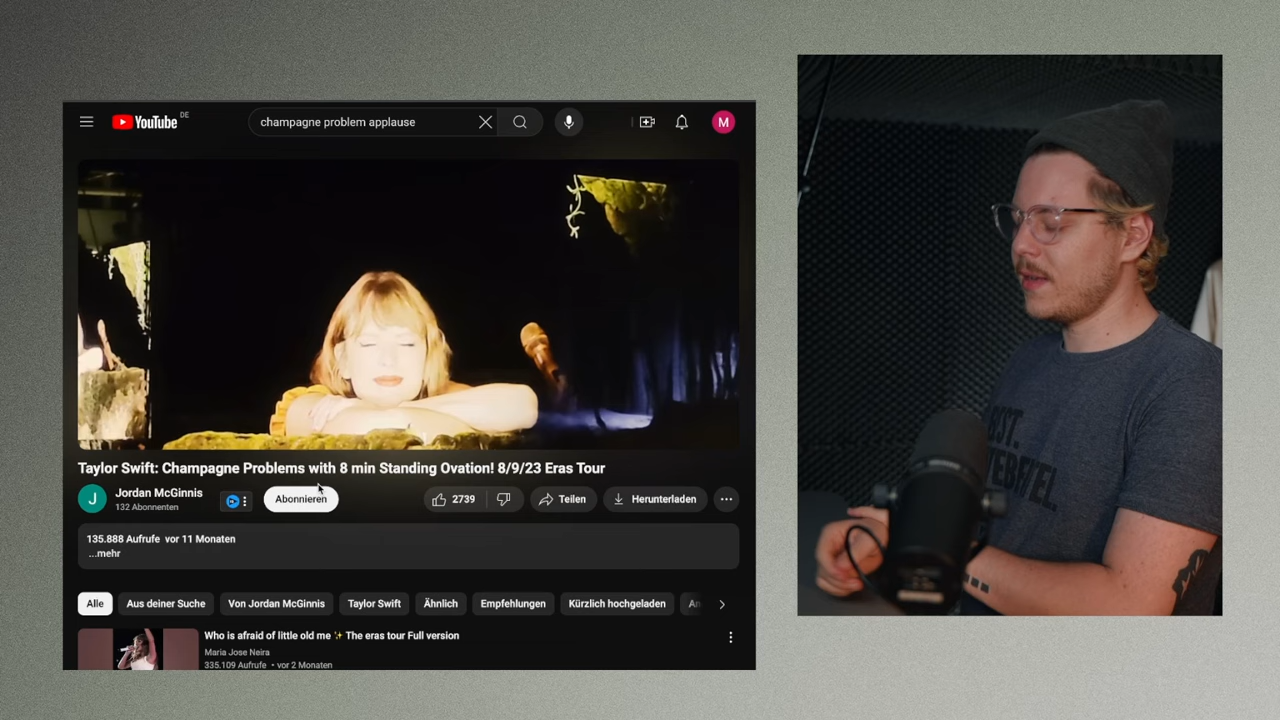 YouTube DE
champagne problem applause
M
Taylor Swift: Champagne Problems with 8 min Standing Ovation! 8/9/23 Eras Tour
J
Jordan McGinnis
132 Abonnenten
Abonnieren
2739
Teilen
Herunterladen
135.888 Aufrufe vor 11 Monaten
...mehr
Alle
Aus deiner Suche
Von Jordan McGinnis
Taylor Swift
Ähnlich
Empfehlungen
Kürzlich hochgeladen
Who is afraid of little old me ✨ The eras tour Full version
Maria Jose Neira
335.109 Aufrufe • vor 2 Monaten